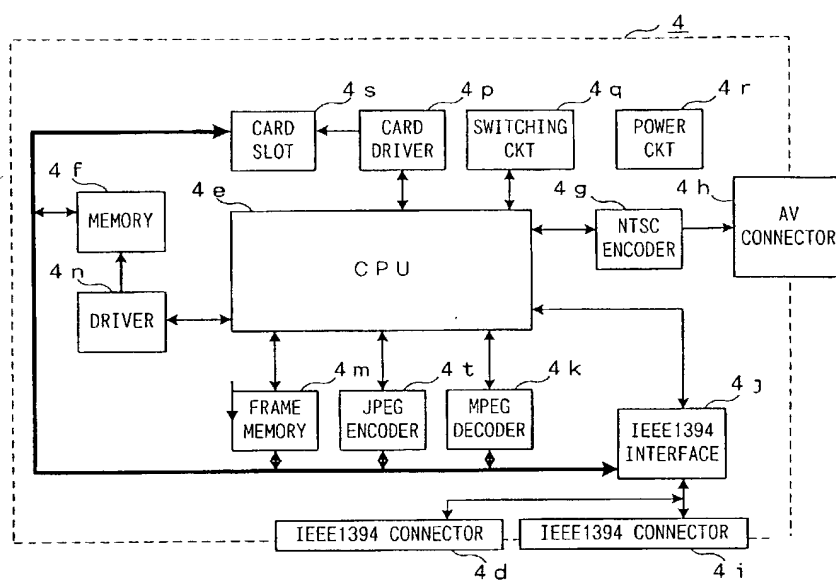 4
4s
4p
4q
4r
CARD
SLOT
CARD
DRIVER
SWITCHING
CKT
POWER
CKT
4f
MEMORY
4e
4g
NTSC
ENCODER
4h
AV
CONNECTOR
CPU
4n
DRIVER
4m
FRAME
MEMORY
4t
JPEG
ENCODER
4k
MPEG
DECODER
4J
IEEE1394
INTERFACE
IEEE1394 CONNECTOR
IEEE1394 CONNECTOR
4d
4i